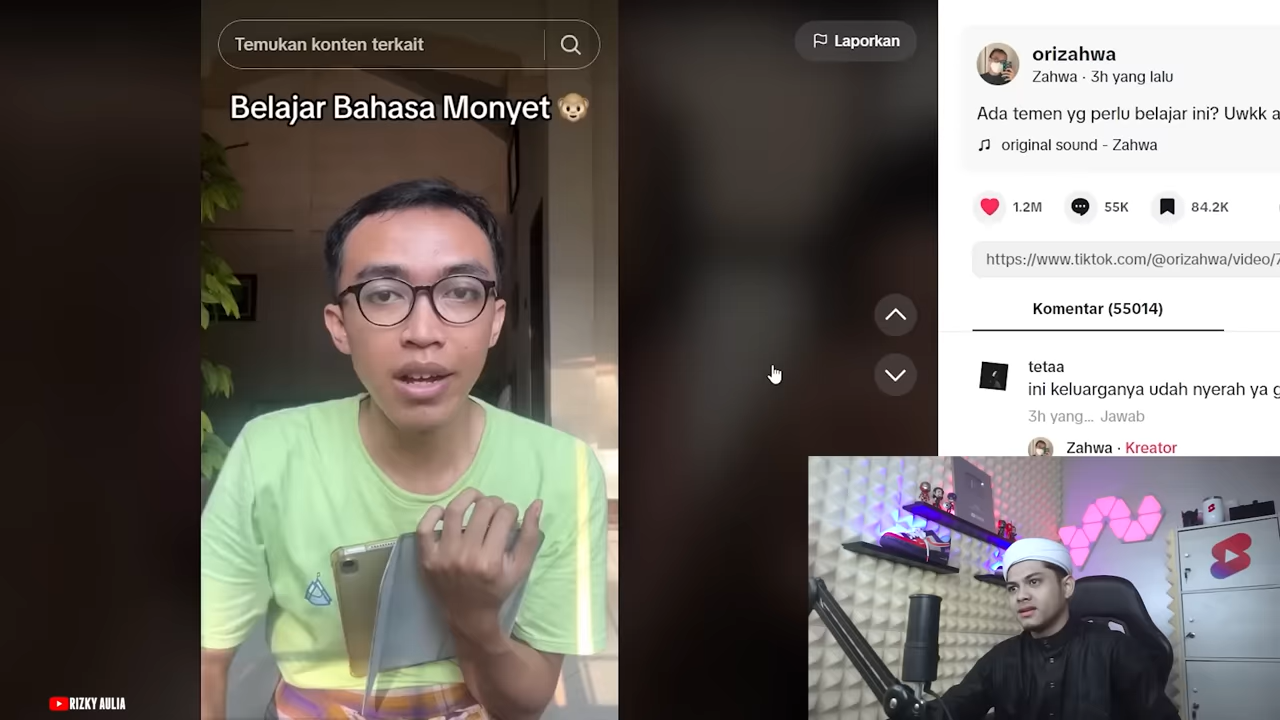 Temukan konten terkait
Laporkan
Belajar Bahasa Monyet
orizahwa
Zahwa · 3h yang lalu
Ada temen yg perlu belajar ini? Uwkk a
original sound - Zahwa
1.2M
55K
84.2K
https://www.tiktok.com/@orizahwa/video/7
Komentar (55014)
tetaa
ini keluarganya udah nyerah ya g
3h yang... Jawab
Zahwa · Kreator
RIZKY AULIA